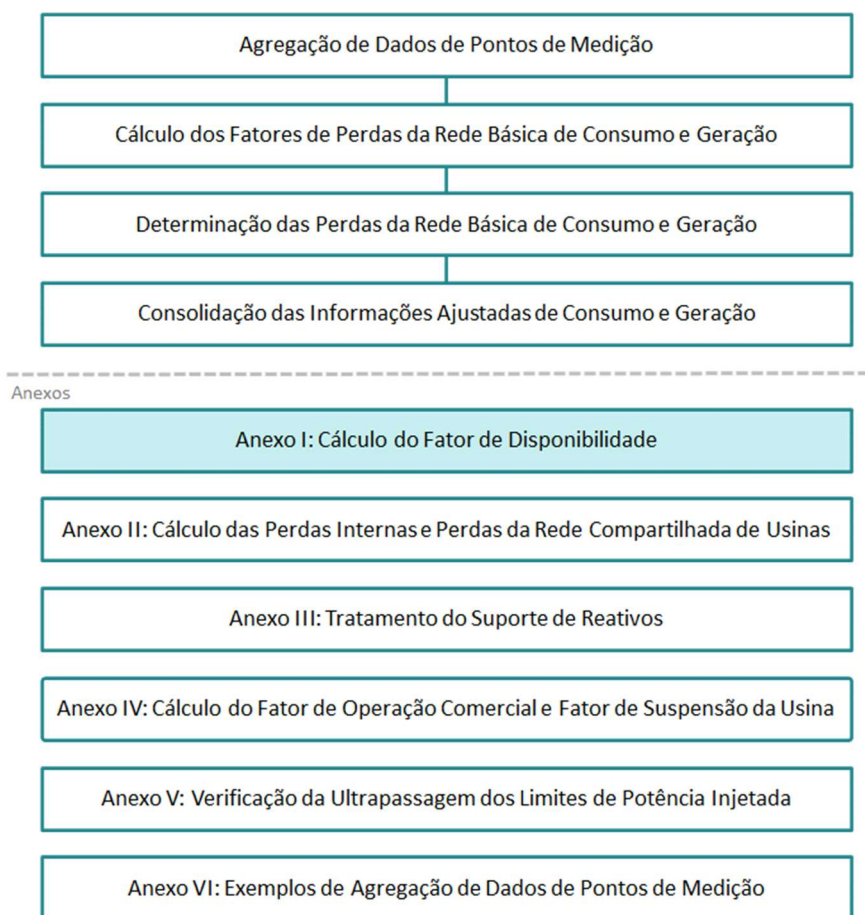 Agregação de Dados de Pontos de Medição
Cálculo dos Fatores de Perdas da Rede Básica de Consumo e Geração
Determinação das Perdas da Rede Básica de Consumo e Geração
Consolidação das Informações Ajustadas de Consumo e Geração
Anexos
Anexo I: Cálculo do Fator de Disponibilidade
Anexo II: Cálculo das Perdas Internas e Perdas da Rede Compartilhada de Usinas
Anexo III: Tratamento do Suporte de Reativos
Anexo IV: Cálculo do Fator de Operação Comercial e Fator de Suspensão da Usina
Anexo V: Verificação da Ultrapassagem dos Limites de Potência Injetada
Anexo VI: Exemplos de Agregação de Dados de Pontos de Medição